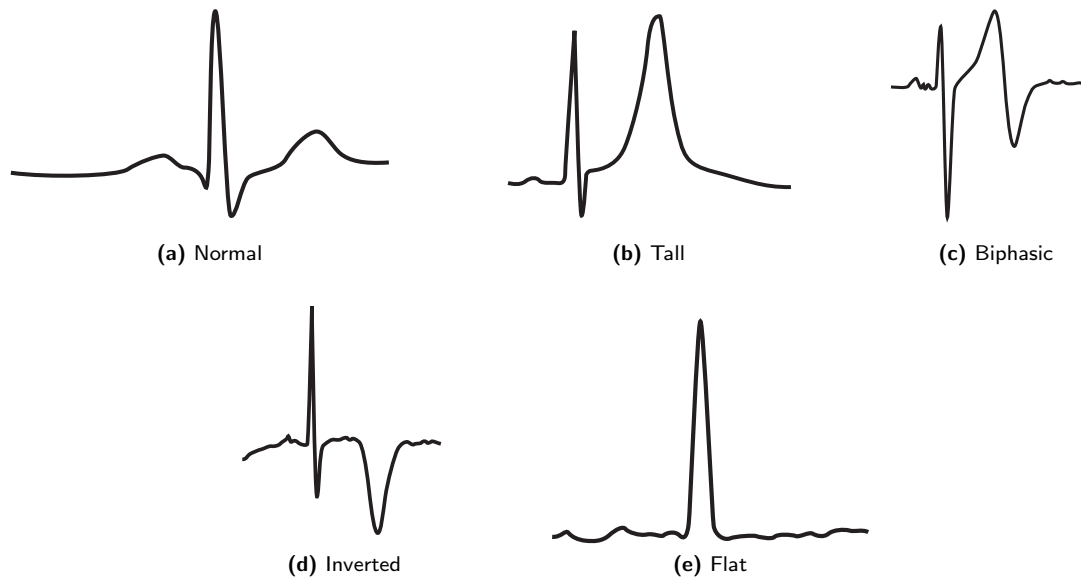 (a) Normal
(b) Tall
(c) Biphasic
(d) Inverted
(e) Flat